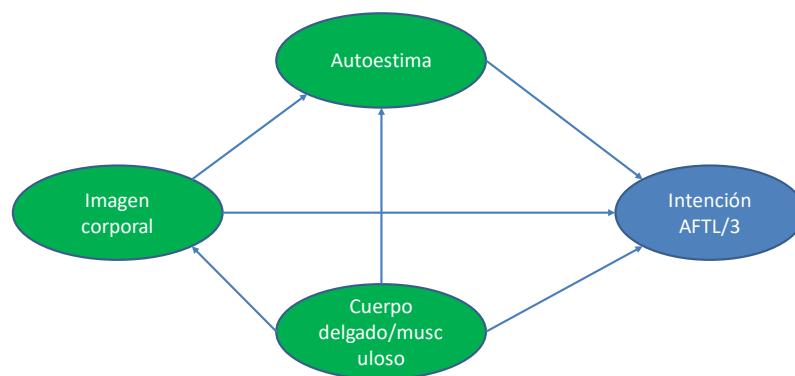 Autoestima
Imagen
corporal
Intención
AFTL/3
Cuerpo
delgado/musc
uloso